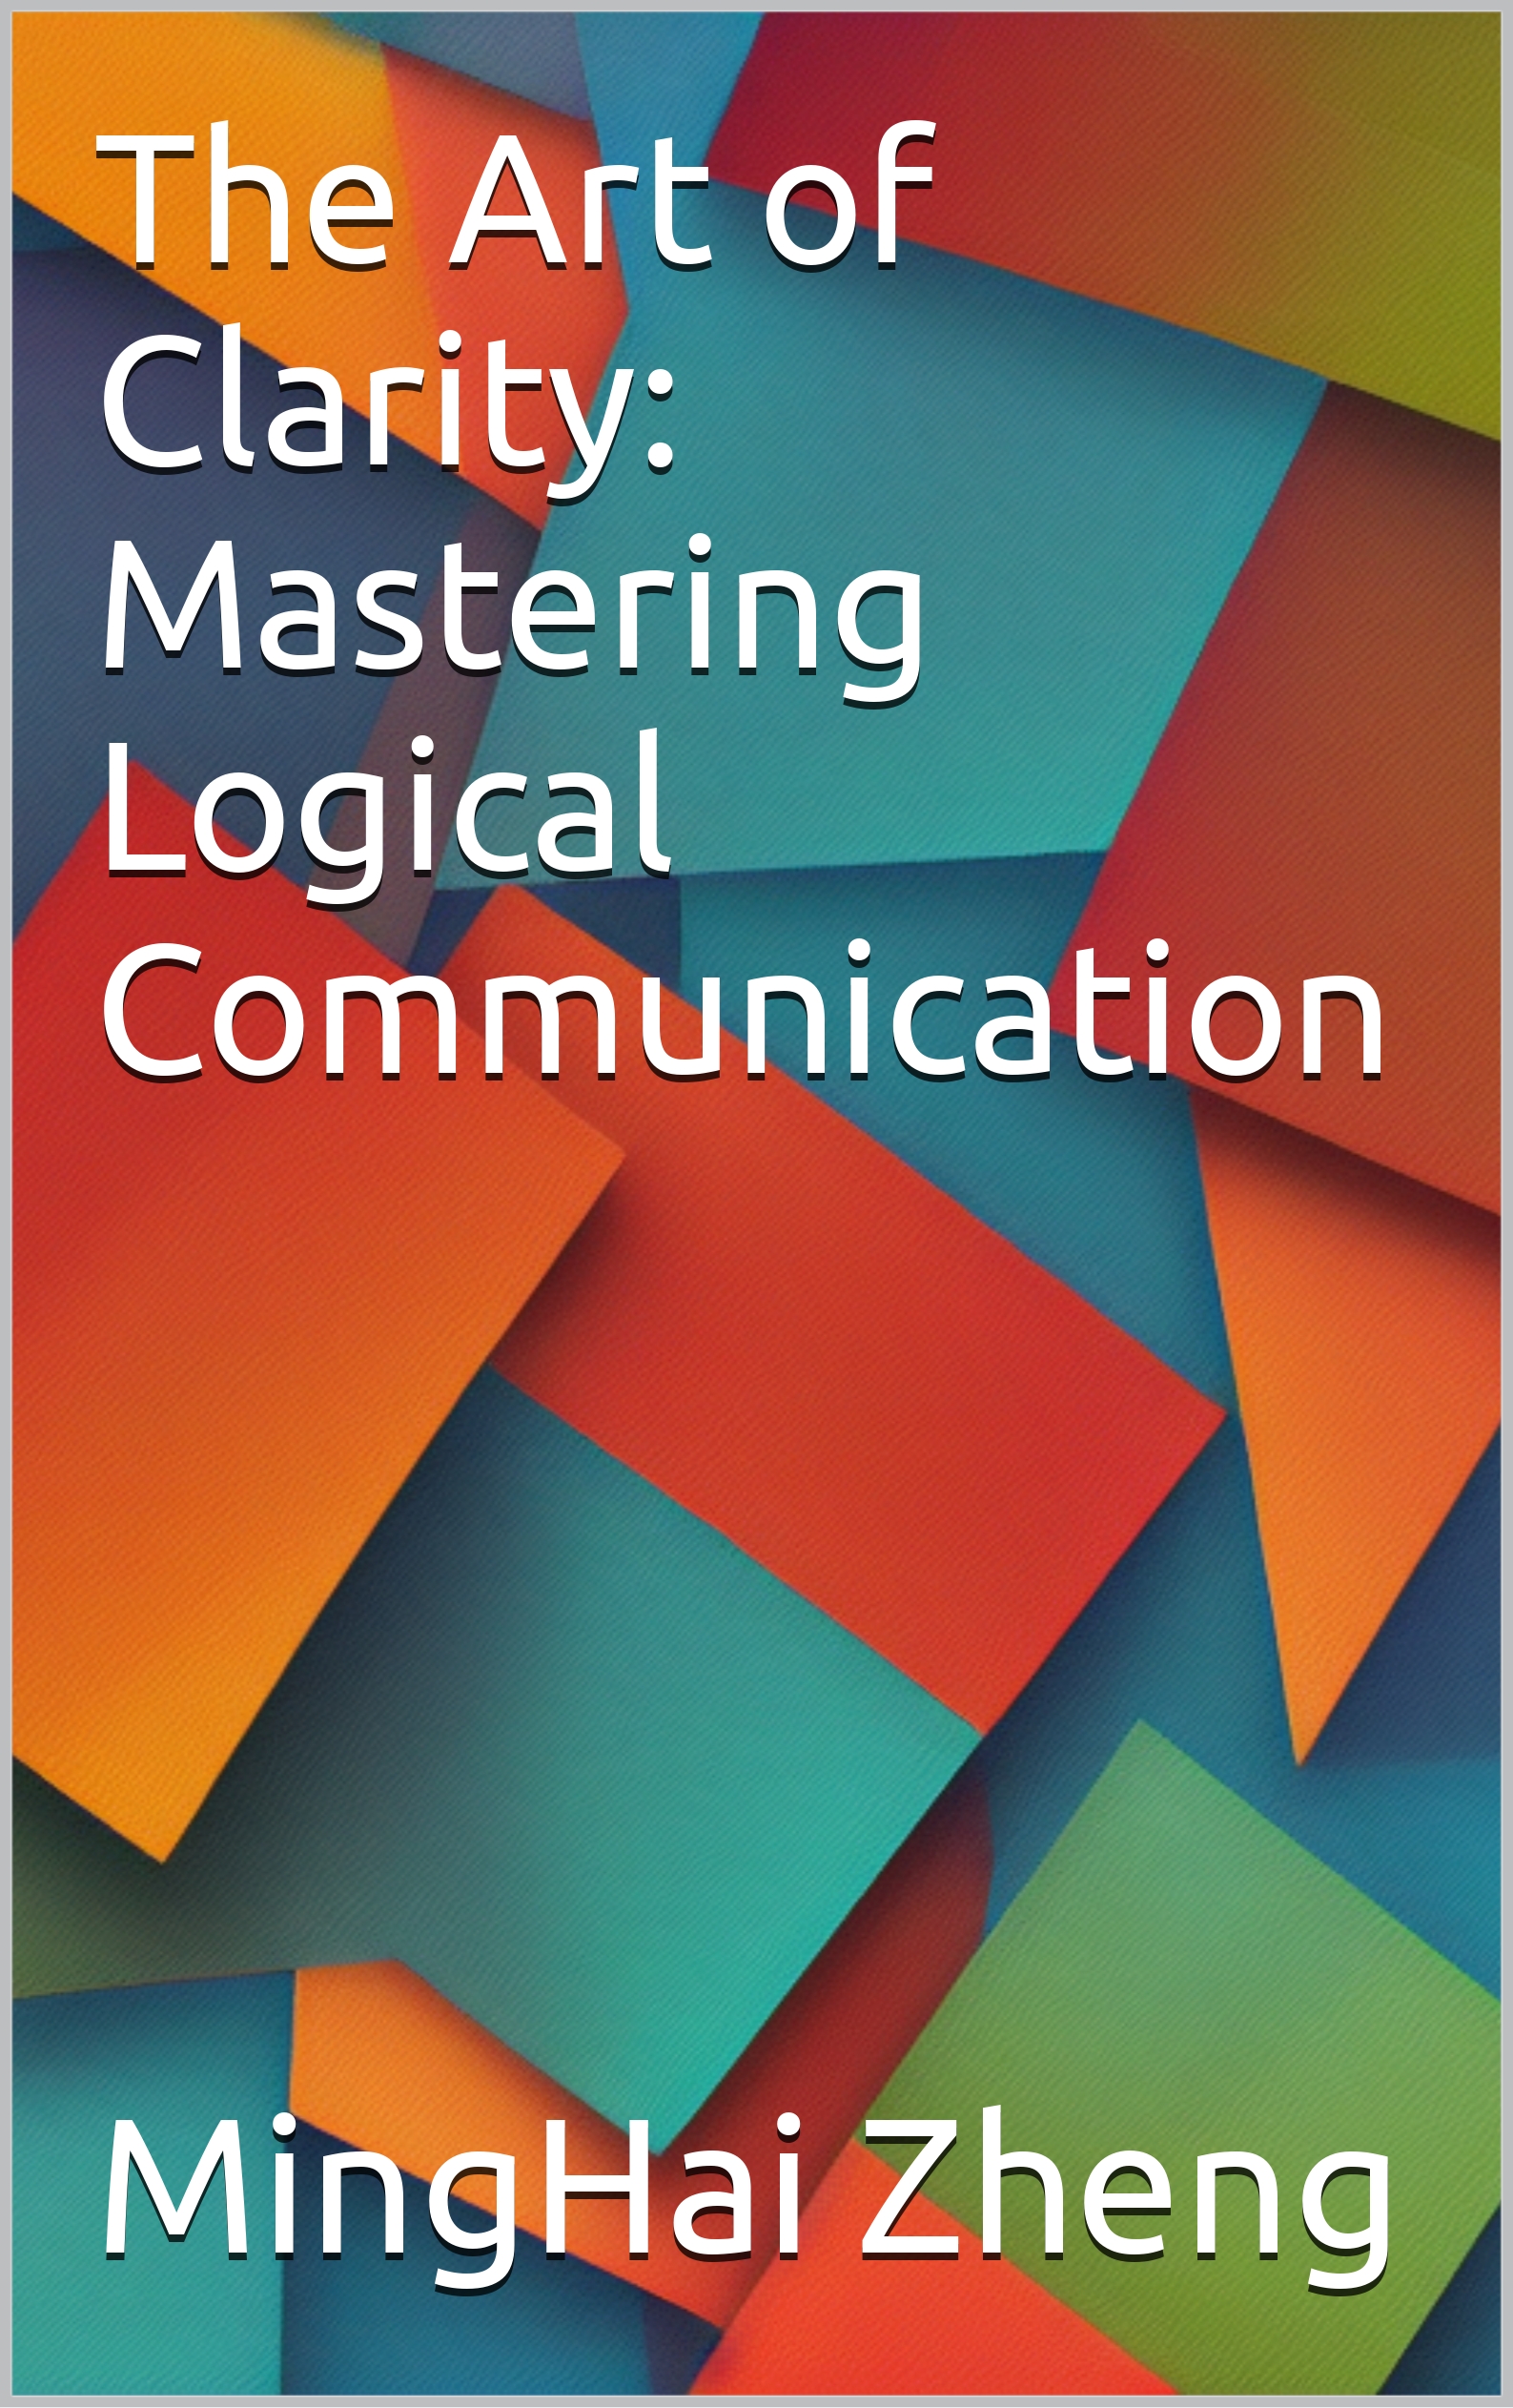 The Art of
Clarity:
Mastering
Logical
Communication
MingHai Zheng